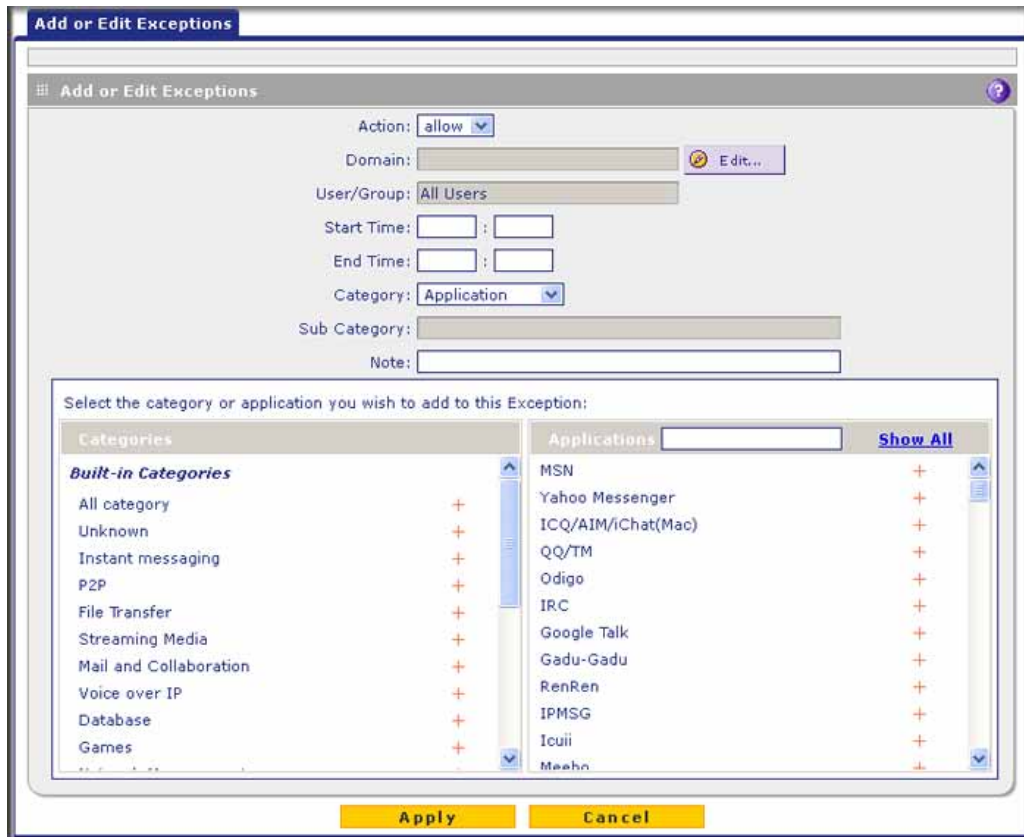 Add or Edit Exceptions
Add or Edit Exceptions ?
Action: allow
Domain: Edit...
User/Group: All Users
Start Time: :
End Time: :
Category: Application
Sub Category:
Note:
Select the category or application you wish to add to this Exception:
Categories
Built-in Categories
All category +
Unknown +
Instant messaging +
P2P +
File Transfer +
Streaming Media +
Mail and Collaboration +
Voice over IP +
Database +
Games +
Applications Show All
MSN +
Yahoo Messenger +
ICQ/AIM/iChat(Mac) +
QQ/TM +
Odigo +
IRC +
Google Talk +
Gadu-Gadu +
RenRen +
IPMSG +
Icuii +
Meebo +
Apply Cancel